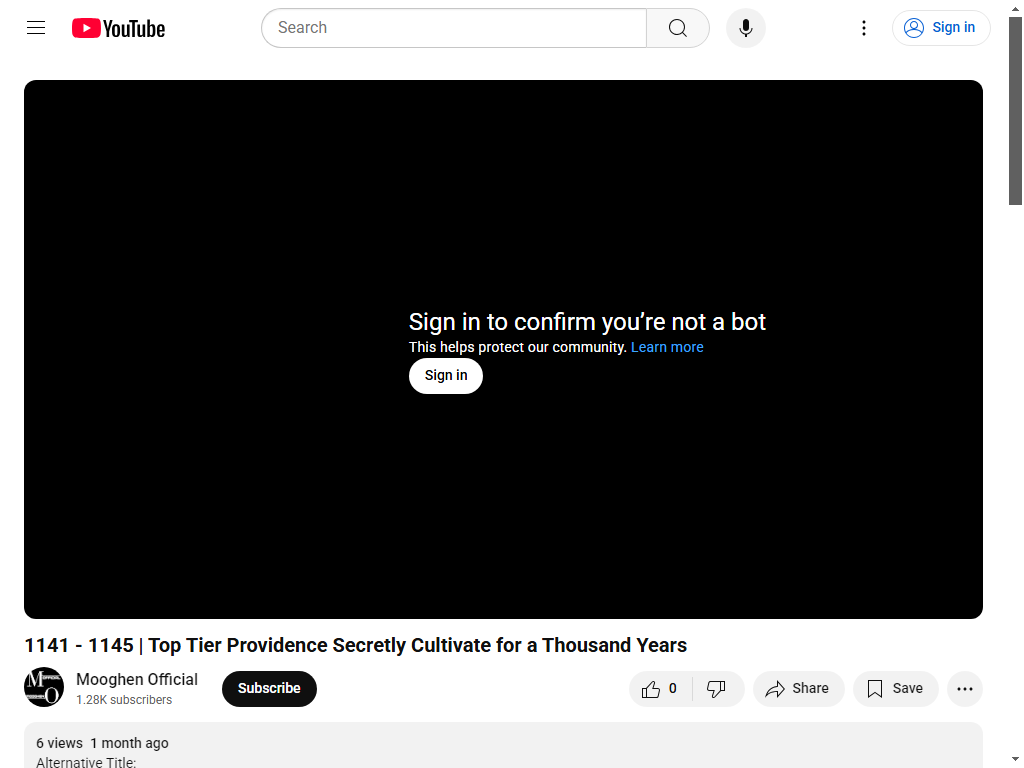 YouTube
Search
Sign in
Sign in to confirm you’re not a bot
This helps protect our community. Learn more
Sign in
1141 - 1145 | Top Tier Providence Secretly Cultivate for a Thousand Years
Mooghen Official
1.28K subscribers
Subscribe
0
Share
Save
6 views 1 month ago
Alternative Title: